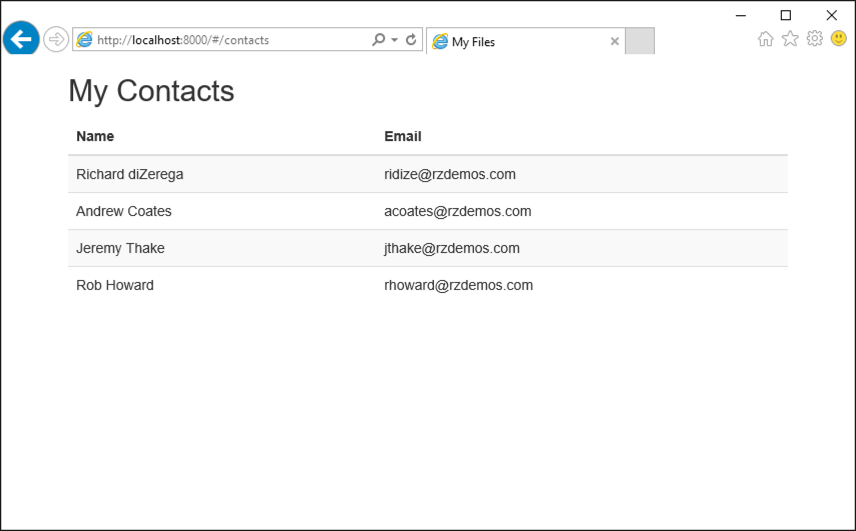 http://localhost:8000/#/contacts
My Files
My Contacts
Name Email
Richard diZerega ridize@rzdemos.com
Andrew Coates acoates@rzdemos.com
Jeremy Thake jthake@rzdemos.com
Rob Howard rhoward@rzdemos.com